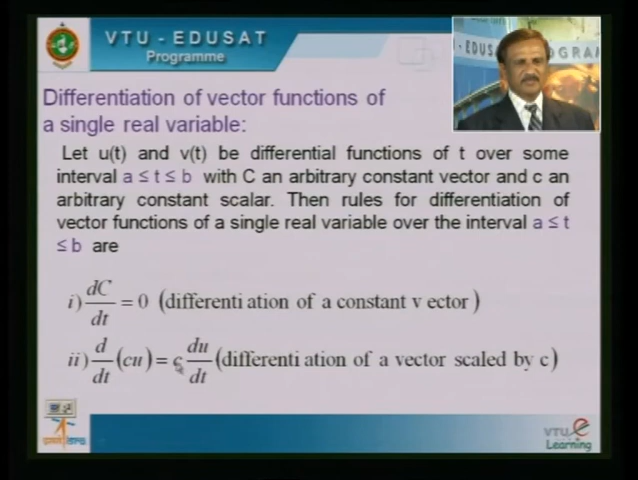 VTU - EDUSAT
Programme
- EDUS
OGRAM
Differentiation of vector functions of
a single real variable:
Let u(t) and v(t) be differential functions of t over some
interval a ≤ t ≤ b with C an arbitrary constant vector and c an
arbitrary constant scalar. Then rules for differentiation of
vector functions of a single real variable over the interval a ≤ t
≤ b are
i) dC/dt = 0 (differenti ation of a constant v ector)
ii) d/dt (cu) = c du/dt (differenti ation of a vector scaled by c)
VTU e
Learning